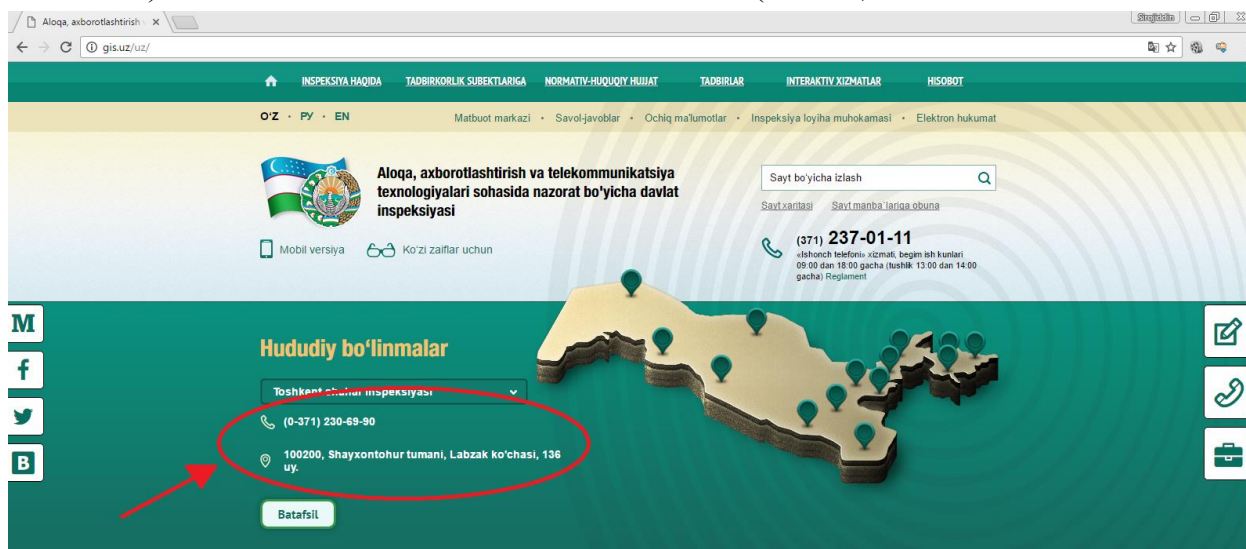 Aloqa, axborotlashtirish
Sirojiddin
gis.uz/uz/
INSPEKSIYA HAQIDA TADBIRKORLIK SUBEKTLARIGA NORMATIV-HUQUQIY HUJJAT TADBIRLAR INTERAKTIV XIZMATLAR HISOBOT
O'Z · РУ · EN Matbuot markazi • Savol-javoblar • Ochiq ma'lumotlar • Inspeksiya loyiha muhokamasi • Elektron hukumat
Aloqa, axborotlashtirish va telekommunikatsiya
texnologiyalari sohasida nazorat bo'yicha davlat
inspeksiyasi
Sayt bo'yicha izlash
Sayt xaritasi Sayt manba`lariga obuna
Mobil versiya Ko'zi zaiflar uchun
(371) 237-01-11
«Ishonch telefoni» xizmati, begim ish kunlari
09:00 dan 18:00 gacha (tushlik 13:00 dan 14:00
gacha) Reglament
M
f
B
Hududiy bo‘linmalar
Toshkent shahar inspeksiyasi
(0-371) 230-69-90
100200, Shayxontohur tumani, Labzak ko'chasi, 136
uy.
Batafsil